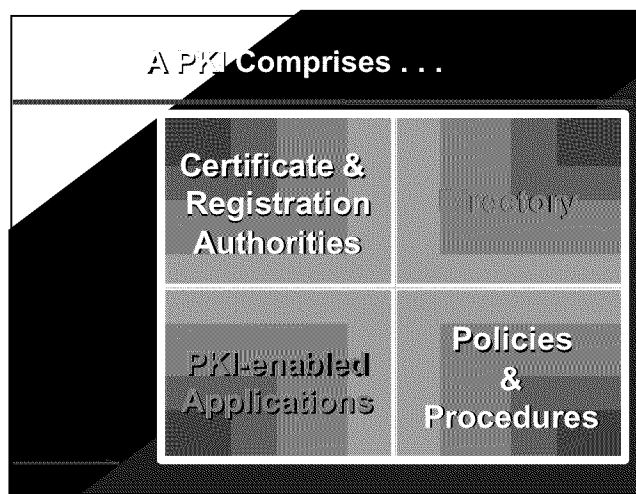 A PKI Comprises . . .
Certificate &
Registration
Authorities
Directory
PKI-enabled
Applications
Policies
&
Procedures